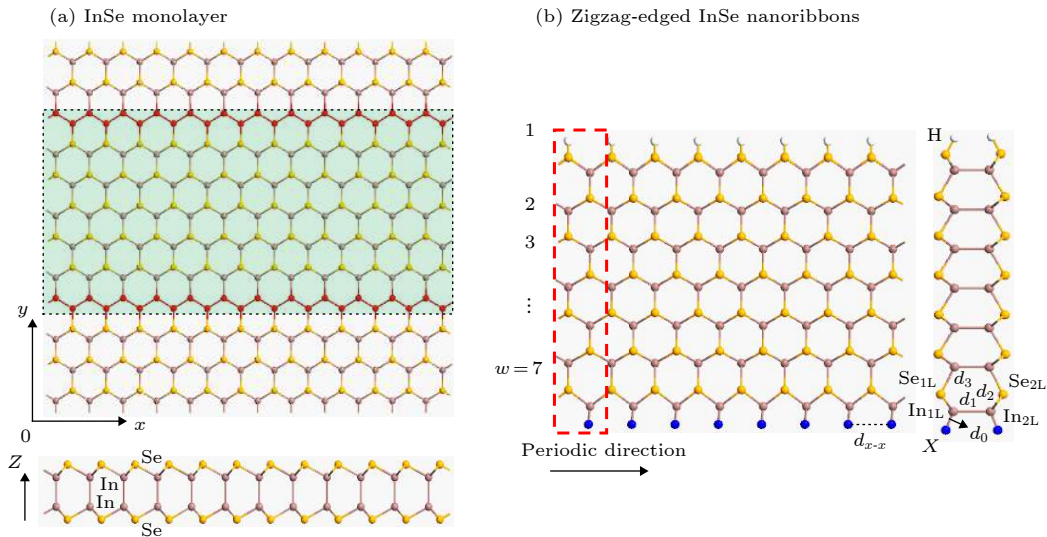 (a) InSe monolayer
y
0
x
Z
Se
In
In
Se
(b) Zigzag-edged InSe nanoribbons
1
2
3
⋮
w = 7
Periodic direction
dx-x
H
Se1L
d3
d1
d2
Se2L
In1L
In2L
d0
X